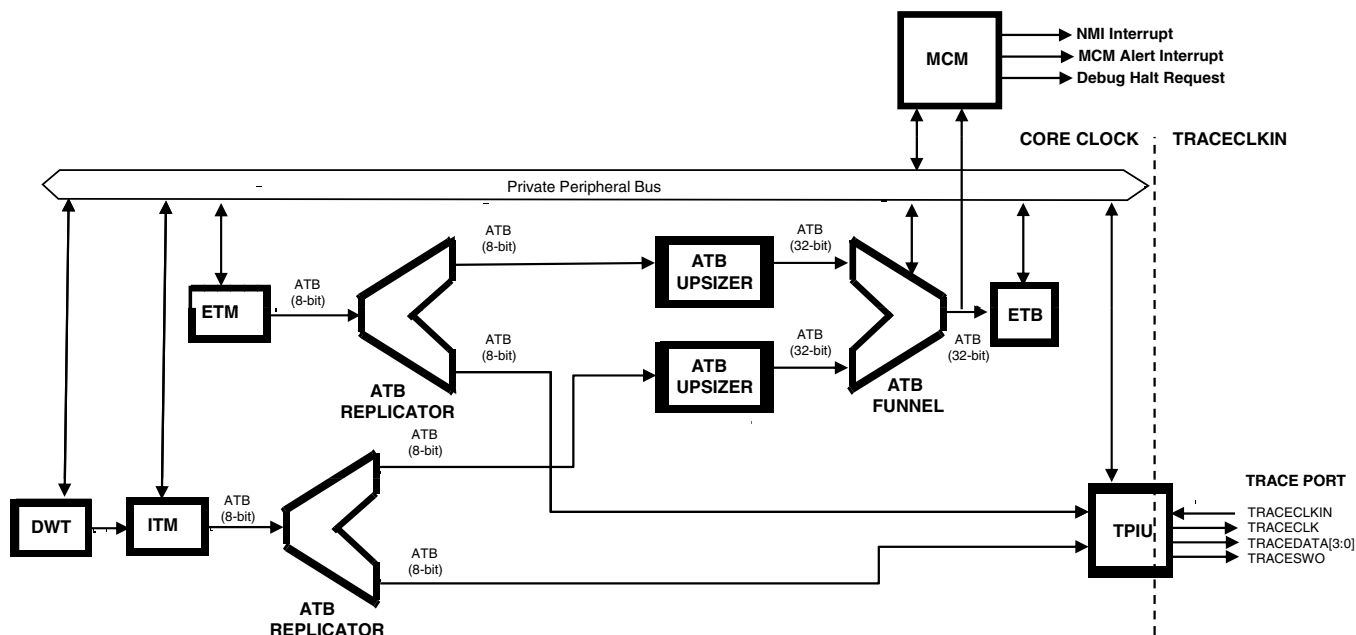 MCM
NMI Interrupt
MCM Alert Interrupt
Debug Halt Request
CORE CLOCK
TRACECLKIN
Private Peripheral Bus
ETM
ATB
(8-bit)
ATB
REPLICATOR
ATB
(8-bit)
ATB
(8-bit)
ATB
UPSIZER
ATB
UPSIZER
ATB
(32-bit)
ATB
(32-bit)
ATB
FUNNEL
ATB
(32-bit)
ETB
DWT
ITM
ATB
(8-bit)
ATB
REPLICATOR
ATB
(8-bit)
ATB
(8-bit)
TPIU
TRACE PORT
TRACECLKIN
TRACECLK
TRACEDATA[3:0]
TRACESWO